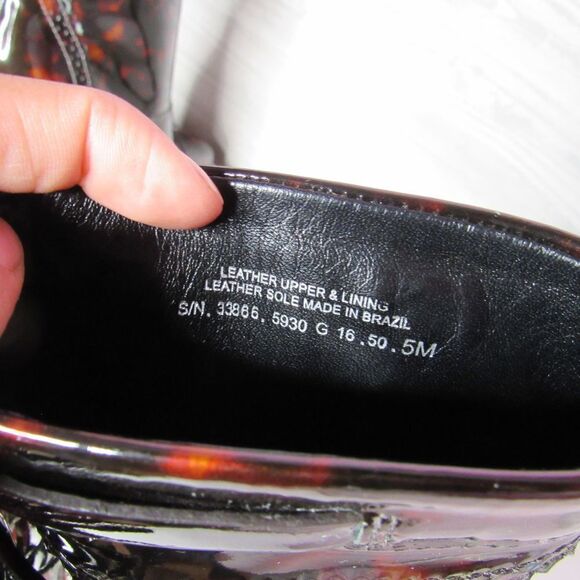 LEATHER UPPER & LINING
LEATHER SOLE MADE IN BRAZIL
S/N. 33866. 5930 G 16.50.5M